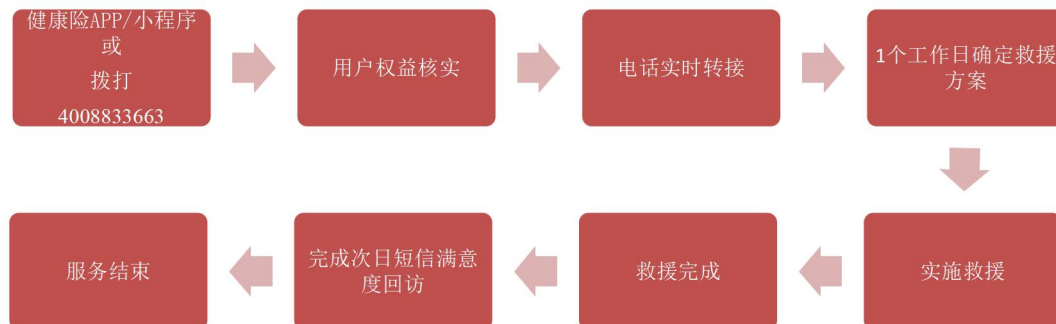 健康险APP/小程序
或
拨打
4008833663
用户权益核实
电话实时转接
1个工作日确定救援
方案
实施救援
救援完成
完成次日短信满意
度回访
服务结束